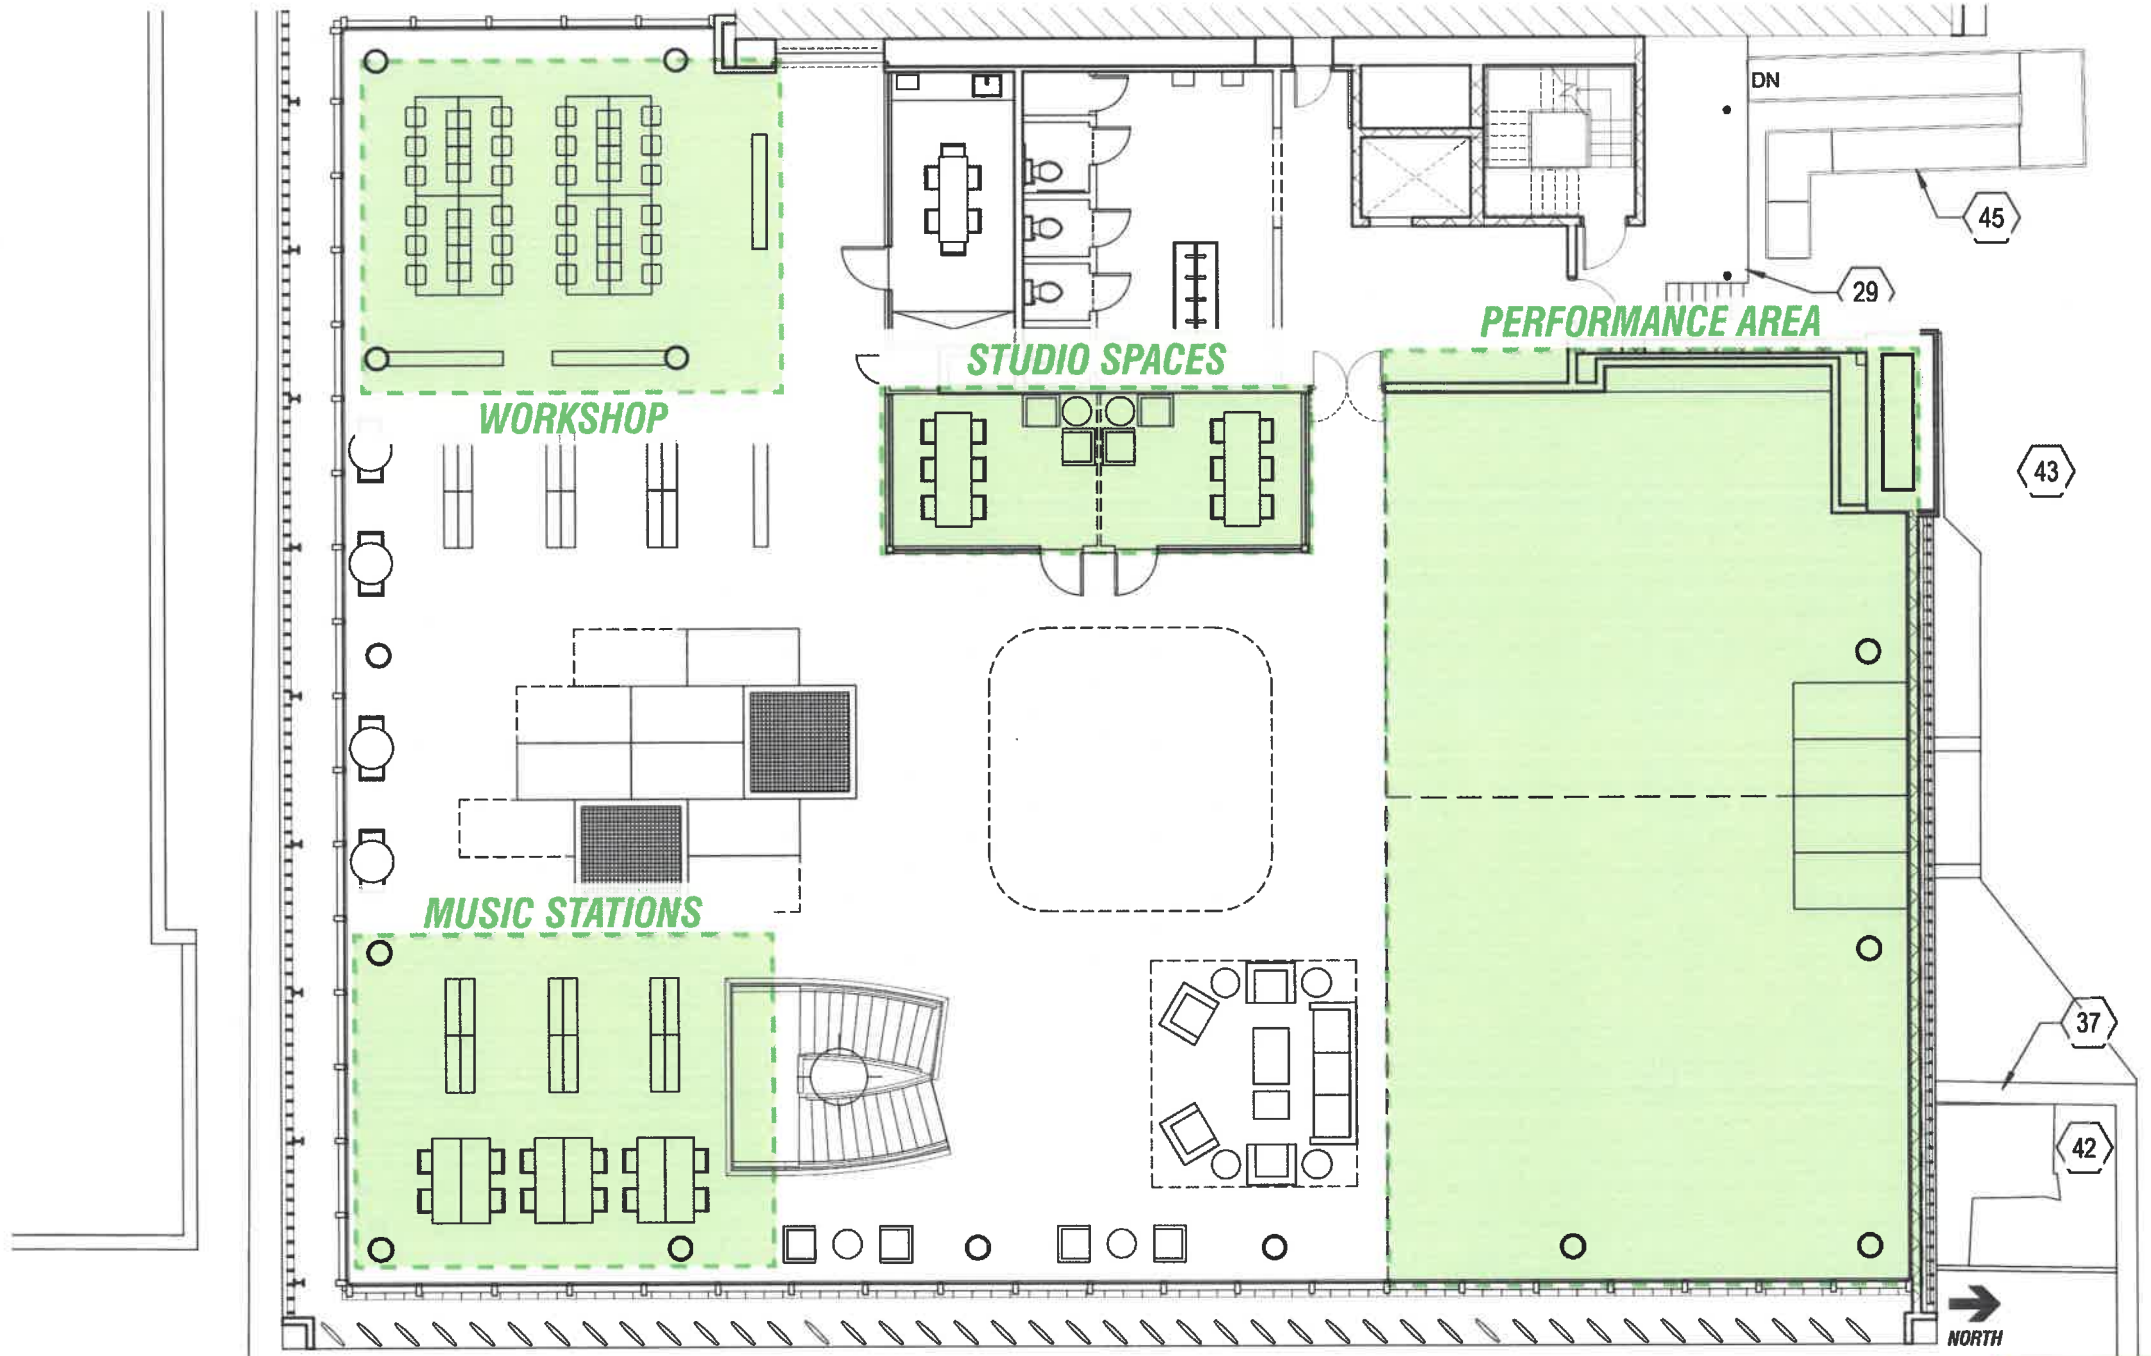 DN
45
29
PERFORMANCE AREA
STUDIO SPACES
WORKSHOP
43
MUSIC STATIONS
37
42
NORTH